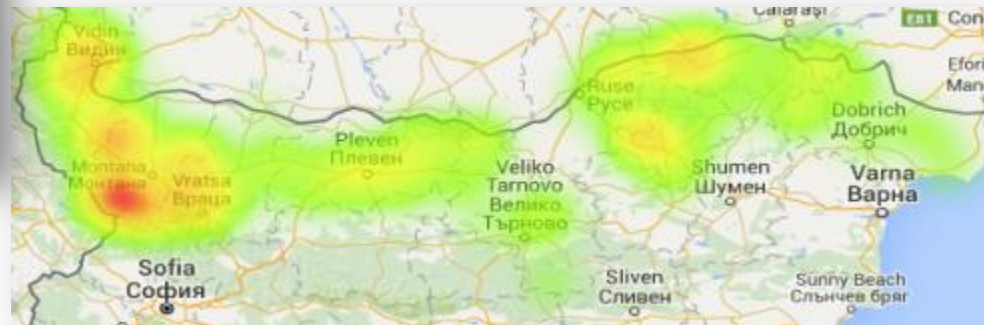 Călărași
E81
Con
Vidin
Видин
Efori
Man
Ruse
Русе
Dobrich
Добрич
Pleven
Плевен
Montana
Монтана
Vratsa
Враца
Veliko
Tarnovo
Велико
Търново
Shumen
Шумен
Varna
Варна
Sofia
София
Sliven
Сливен
Sunny Beach
Слънчев бряг